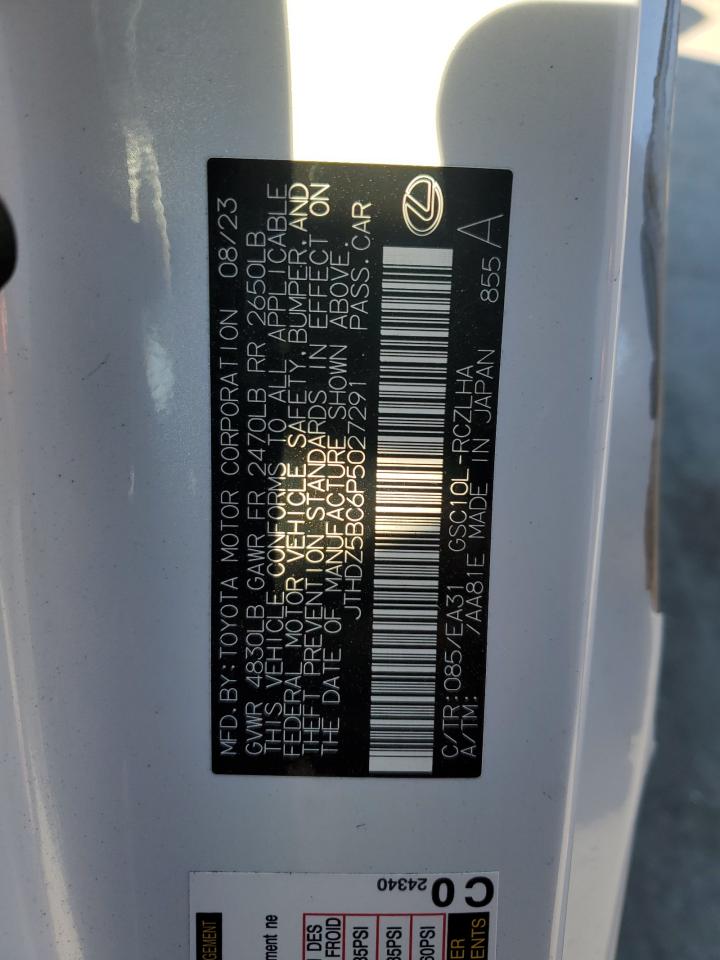 MFD.BY:TOYOTA MOTOR CORPORATION 08/23
GVWR 4830LB GAWR FR 2470LB RR 2650LB
THIS VEHICLE CONFORMS TO ALL APPLICABLE
FEDERAL MOTOR VEHICLE SAFETY,BUMPER,AND
THEFT PREVENTION STANDARDS IN EFFECT ON
THE DATE OF MANUFACTURE SHOWN ABOVE.
JTHDZ5BC6P5027291 PASS.CAR
C/TR:085/EA31 GSC10L-RCZLHA
A/TM: /AA81E MADE IN JAPAN 855 A
C0
24340